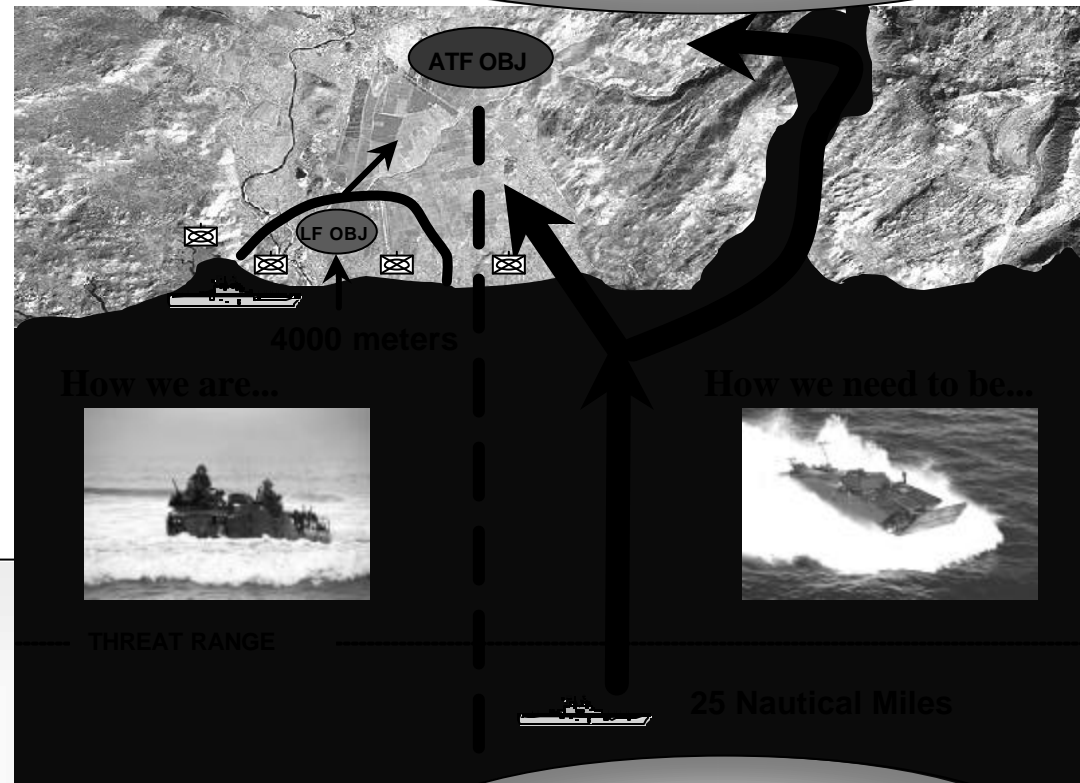 ATF OBJ
LF OBJ
4000 meters
How we are...
How we need to be...
THREAT RANGE
25 Nautical Miles